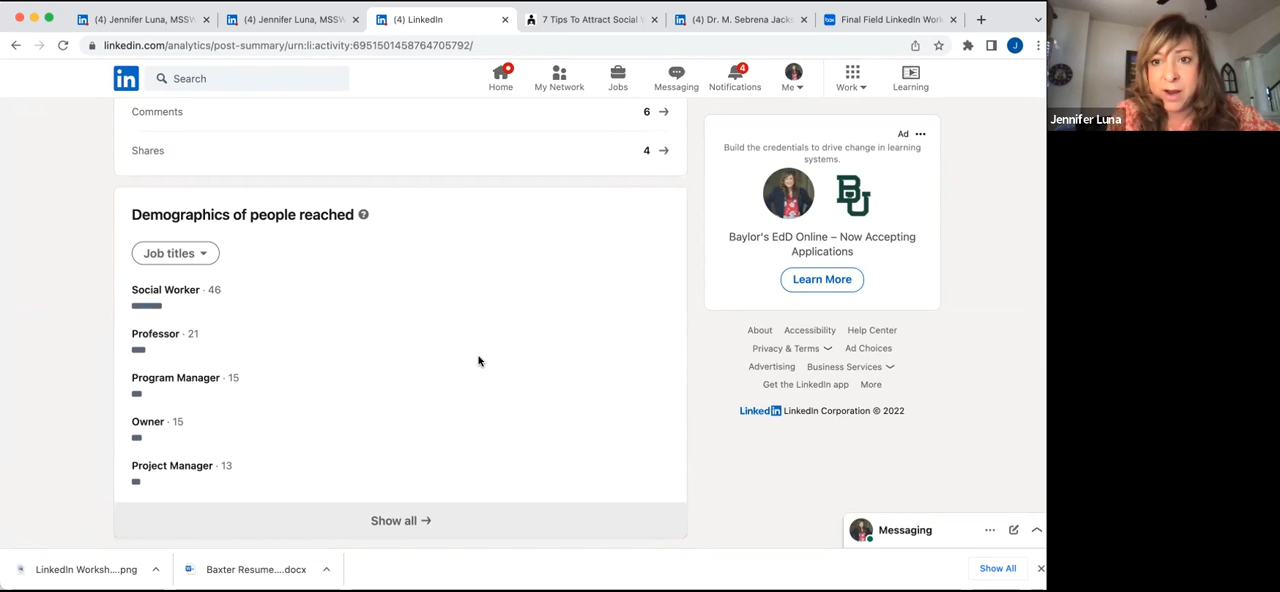 (4) Jennifer Luna, MSSW
(4) Jennifer Luna, MSSW
(4) LinkedIn
7 Tips To Attract Social
(4) Dr. M. Sebrena Jacks
Final Field LinkedIn Work
linkedin.com/analytics/post-summary/urn:li:activity:6951501458764705792/
J
in
Search
Home
My Network
Jobs
Messaging
4
Notifications
Me
Work
Learning
Jennifer Luna
Comments
6
Shares
4
Demographics of people reached
Job titles
Social Worker · 46
Professor · 21
Program Manager · 15
Owner · 15
Project Manager · 13
Show all →
Ad
Build the credentials to drive change in learning
systems.
BU
Baylor's EdD Online – Now Accepting
Applications
Learn More
About Accessibility Help Center
Privacy & Terms Ad Choices
Advertising Business Services
Get the LinkedIn app More
LinkedIn LinkedIn Corporation © 2022
Messaging
LinkedIn Worksh....png
Baxter Resume....docx
Show All